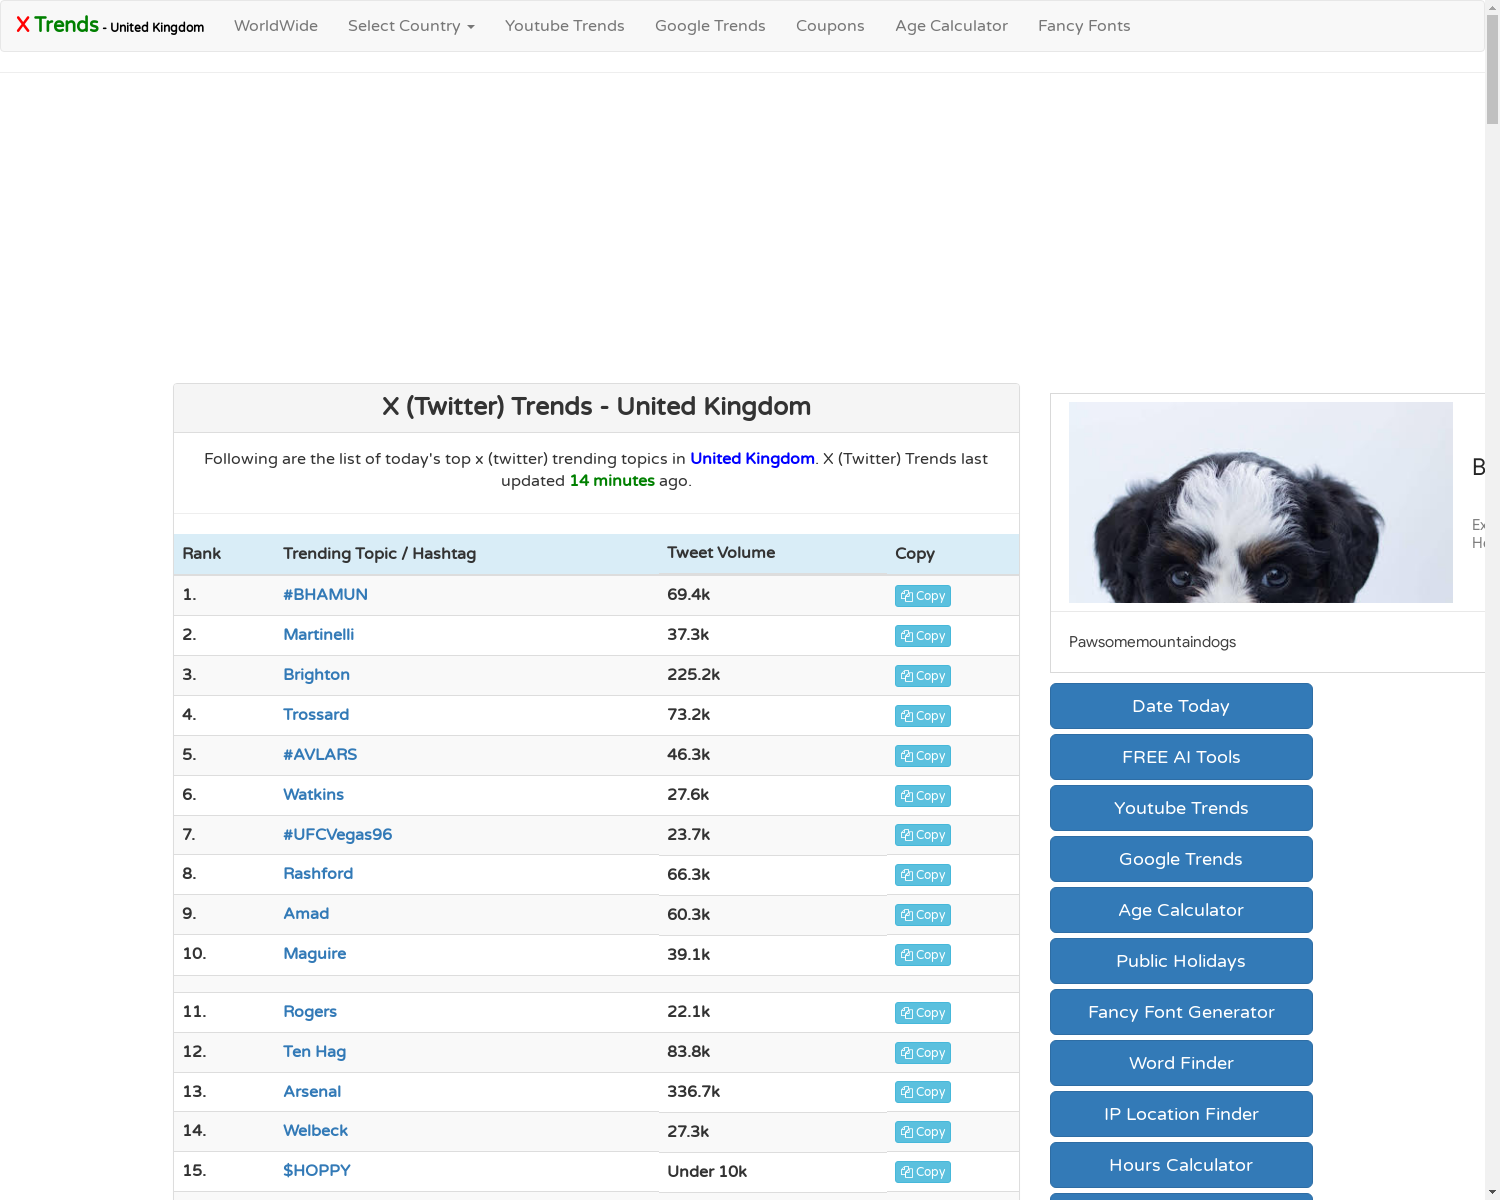 X Trends - United Kingdom WorldWide Select Country Youtube Trends Google Trends Coupons Age Calculator Fancy Fonts
X (Twitter) Trends - United Kingdom
Following are the list of today's top x (twitter) trending topics in United Kingdom. X (Twitter) Trends last
updated 14 minutes ago.
Rank Trending Topic / Hashtag Tweet Volume Copy
1. #BHAMUN 69.4k Copy
2. Martinelli 37.3k Copy
3. Brighton 225.2k Copy
4. Trossard 73.2k Copy
5. #AVLARS 46.3k Copy
6. Watkins 27.6k Copy
7. #UFCVegas96 23.7k Copy
8. Rashford 66.3k Copy
9. Amad 60.3k Copy
10. Maguire 39.1k Copy
11. Rogers 22.1k Copy
12. Ten Hag 83.8k Copy
13. Arsenal 336.7k Copy
14. Welbeck 27.3k Copy
15. $HOPPY Under 10k Copy
Pawsomemountaindogs
Date Today
FREE AI Tools
Youtube Trends
Google Trends
Age Calculator
Public Holidays
Fancy Font Generator
Word Finder
IP Location Finder
Hours Calculator